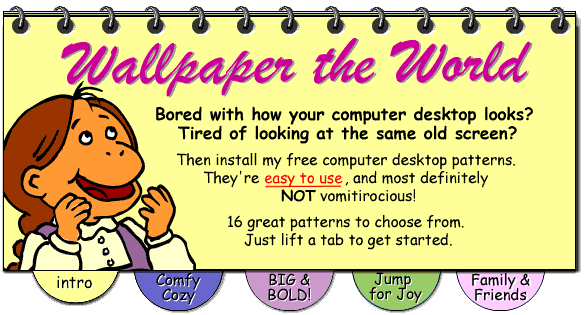 Wallpaper the World
Bored with how your computer desktop looks?
Tired of looking at the same old screen?
Then install my free computer desktop patterns.
They're easy to use, and most definitely
NOT vomitirocious!
16 great patterns to choose from.
Just lift a tab to get started.
intro
Comfy
Cozy
BIG &
BOLD!
Jump
for Joy
Family &
Friends